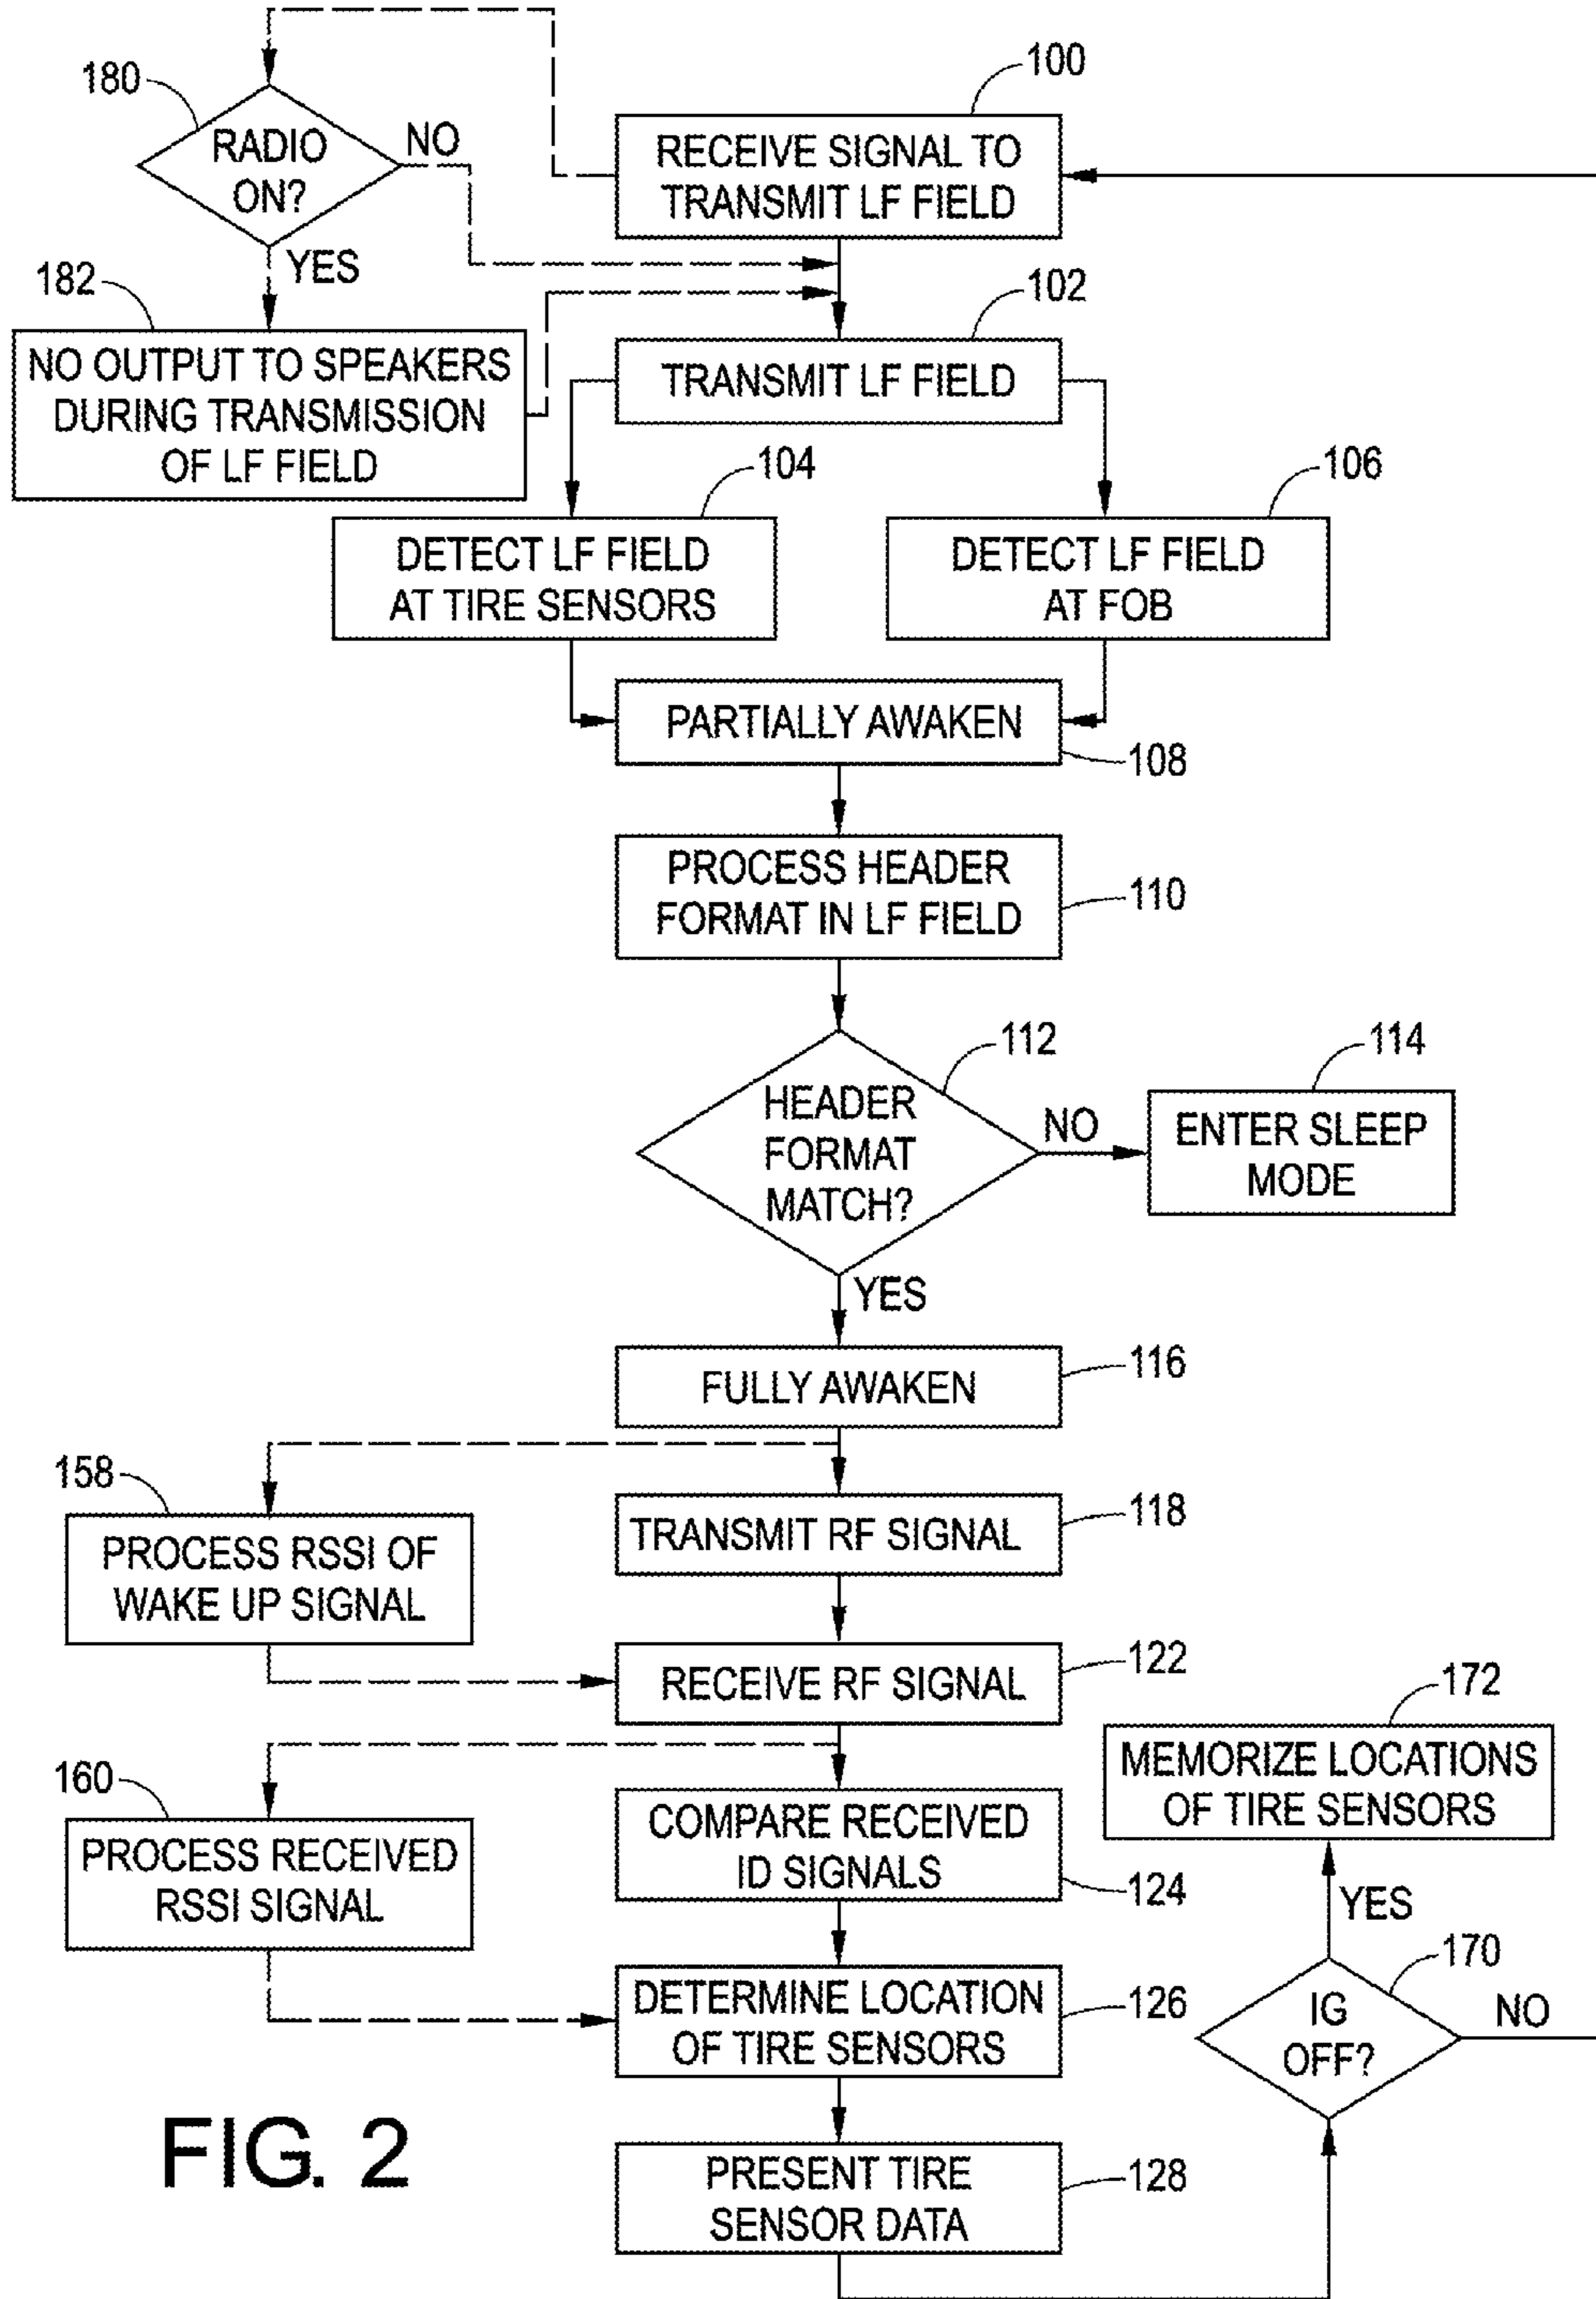 100
180
RADIO
ON?
NO
RECEIVE SIGNAL TO
TRANSMIT LF FIELD
YES
182
NO OUTPUT TO SPEAKERS
DURING TRANSMISSION
OF LF FIELD
102
TRANSMIT LF FIELD
104
106
DETECT LF FIELD
AT TIRE SENSORS
DETECT LF FIELD
AT FOB
PARTIALLY AWAKEN
108
PROCESS HEADER
FORMAT IN LF FIELD
110
112
114
HEADER
FORMAT
MATCH?
NO
ENTER SLEEP
MODE
YES
FULLY AWAKEN
116
158
PROCESS RSSI OF
WAKE UP SIGNAL
TRANSMIT RF SIGNAL
118
RECEIVE RF SIGNAL
122
172
MEMORIZE LOCATIONS
OF TIRE SENSORS
160
PROCESS RECEIVED
RSSI SIGNAL
COMPARE RECEIVED
ID SIGNALS
124
YES
170
IG
OFF?
NO
DETERMINE LOCATION
OF TIRE SENSORS
126
PRESENT TIRE
SENSOR DATA
128
FIG. 2